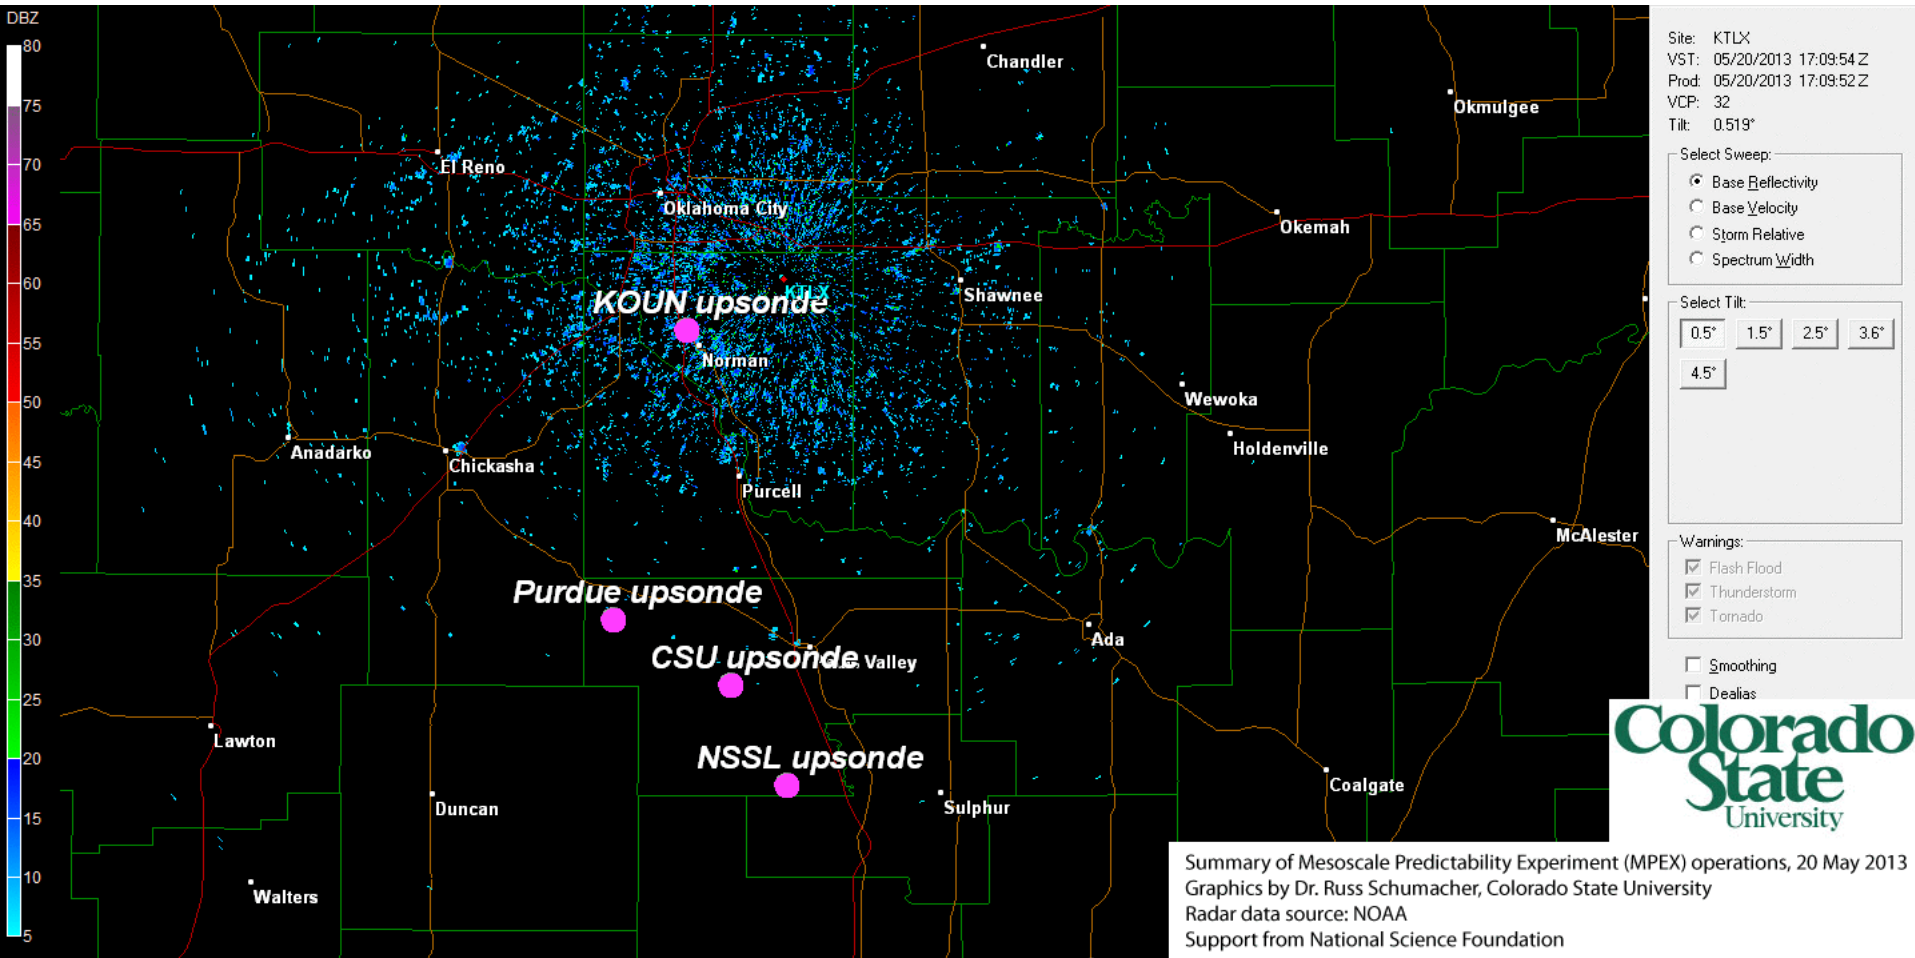 DBZ
80
75
70
65
60
55
50
45
40
35
30
25
20
15
10
5
Chandler
Okmulgee
El Reno
Oklahoma City
Okemah
KTLX
KOUN upsonde
Shawnee
Norman
Wewoka
Holdenville
Anadarko
Chickasha
Purcell
McAlester
Purdue upsonde
Ada
CSU upsonde
Valley
Lawton
NSSL upsonde
Duncan
Sulphur
Coalgate
Walters
Site: KTLX
VST: 05/20/2013 17:09:54 Z
Prod: 05/20/2013 17:09:52 Z
VCP: 32
Tilt: 0.519°
Select Sweep:
Base Reflectivity
Base Velocity
Storm Relative
Spectrum Width
Select Tilt:
0.5° 1.5° 2.5° 3.6°
4.5°
Warnings:
Flash Flood
Thunderstorm
Tornado
Smoothing
Dealias
Colorado
State
University
Summary of Mesoscale Predictability Experiment (MPEX) operations, 20 May 2013
Graphics by Dr. Russ Schumacher, Colorado State University
Radar data source: NOAA
Support from National Science Foundation